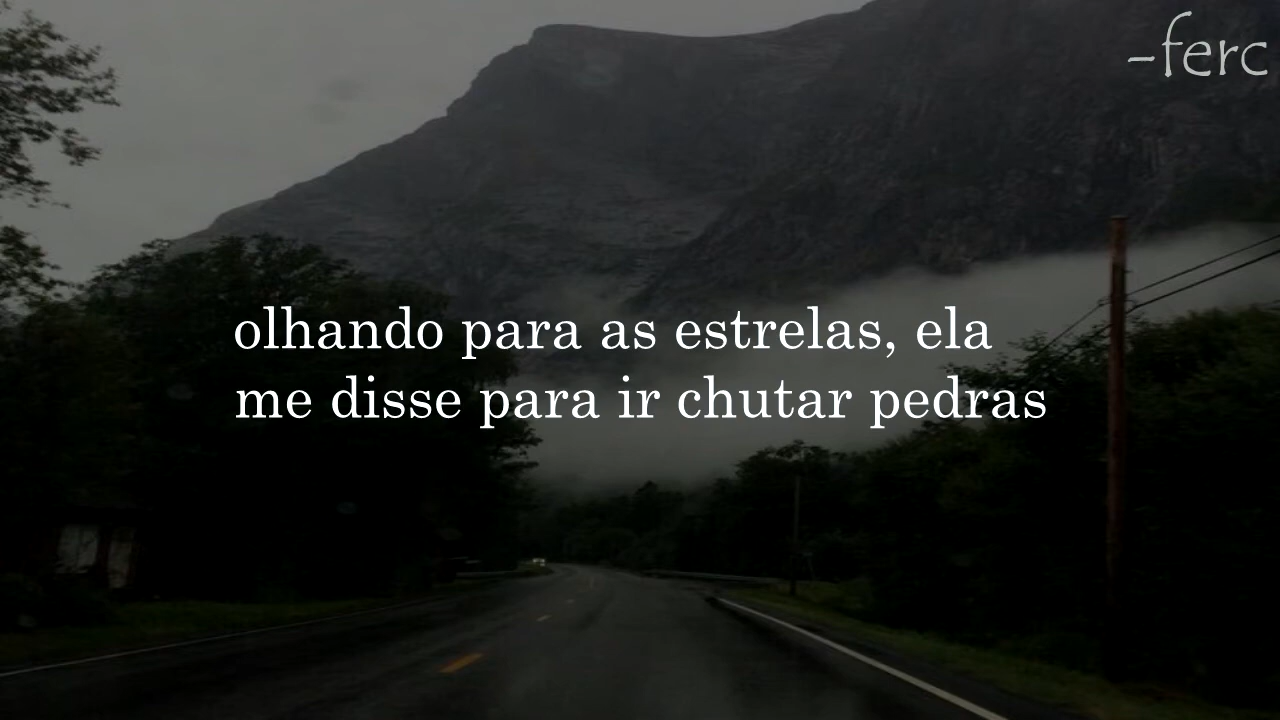 -ferc
olhando para as estrelas, ela
me disse para ir chutar pedras